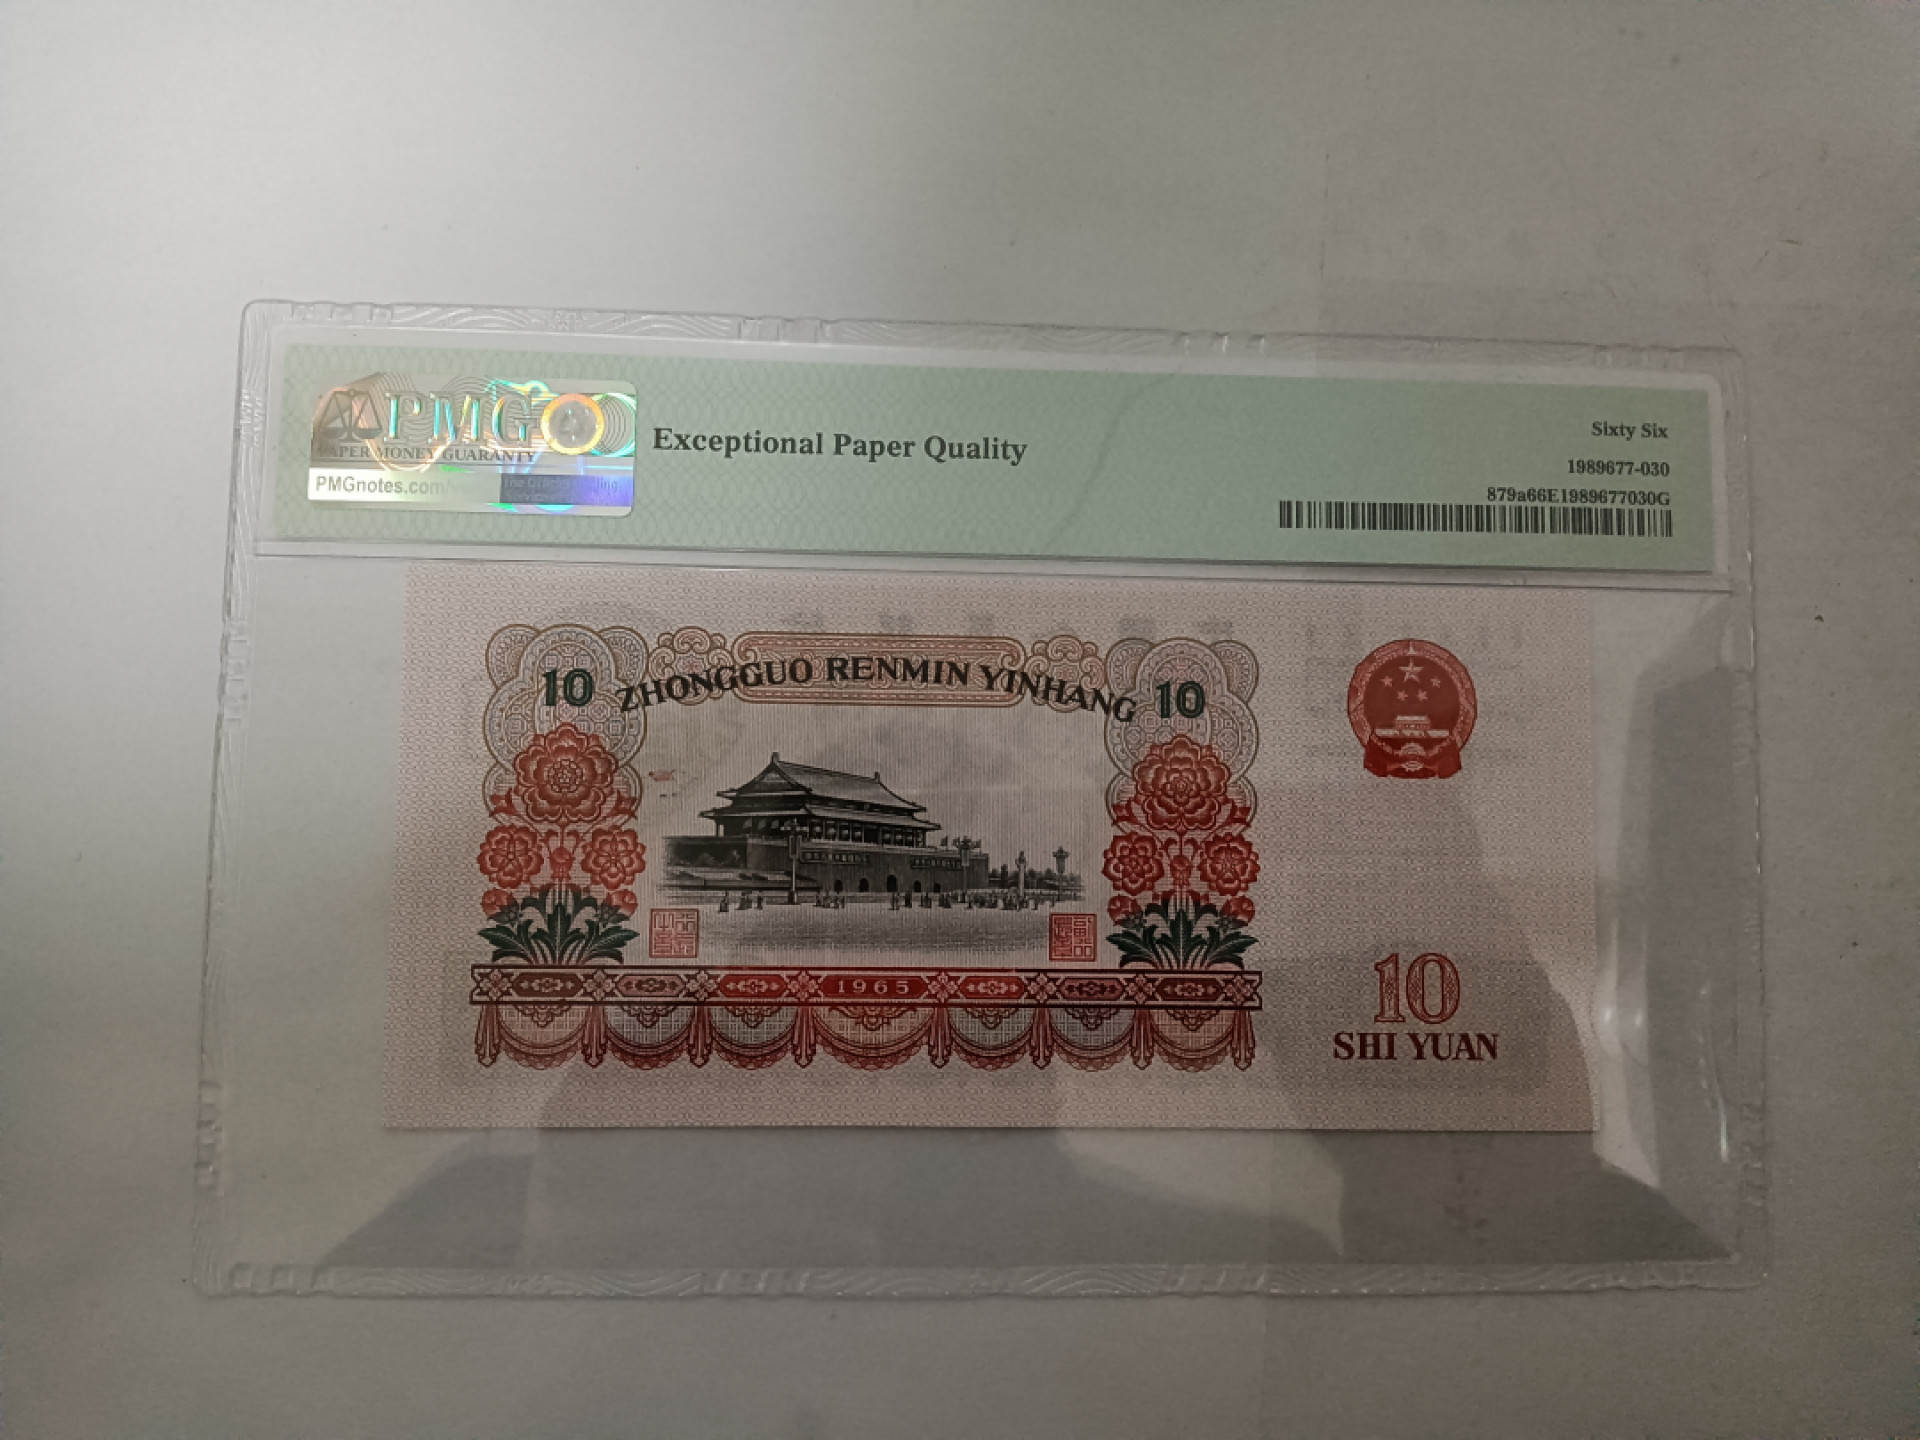 PMG
PAPER MONEY GUARANTY
PMGnotes.com/
Exceptional Paper Quality
Sixty Six
1989677-030
879a66E1989677030G
10 ZHONGGUO RENMIN YINHANG 10
1965
10
SHI YUAN